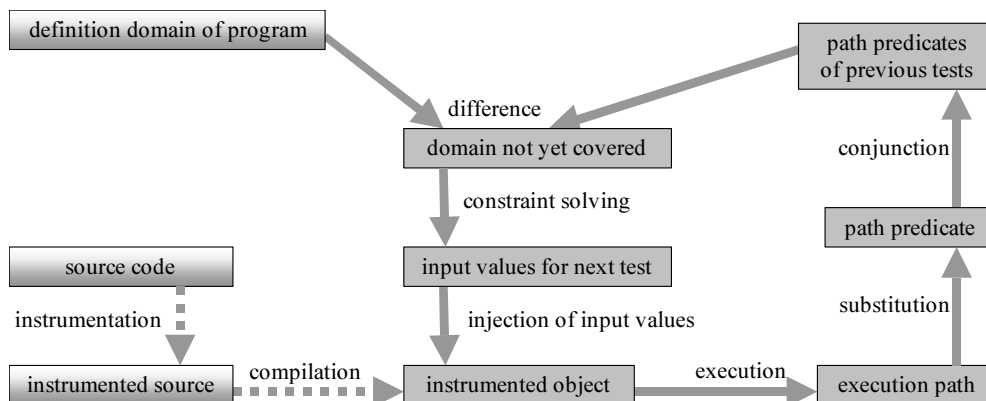 definition domain of program
path predicates
of previous tests
difference
domain not yet covered
conjunction
constraint solving
path predicate
source code
input values for next test
instrumentation
injection of input values
substitution
instrumented source
compilation
instrumented object
execution
execution path